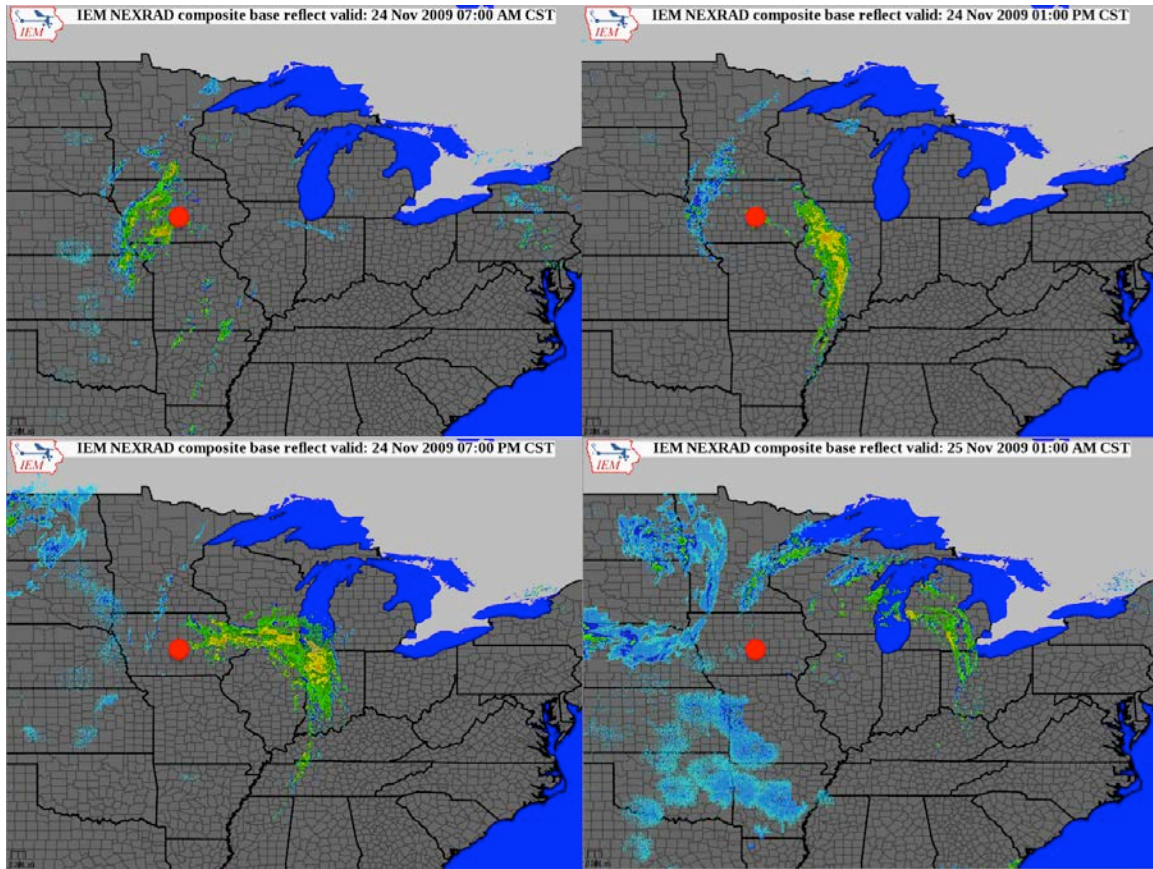 IEM
IEM NEXRAD composite base reflect valid: 24 Nov 2009 07:00 AM CST
IEM
IEM NEXRAD composite base reflect valid: 24 Nov 2009 01:00 PM CST
IEM
IEM NEXRAD composite base reflect valid: 24 Nov 2009 07:00 PM CST
IEM
IEM NEXRAD composite base reflect valid: 25 Nov 2009 01:00 AM CST